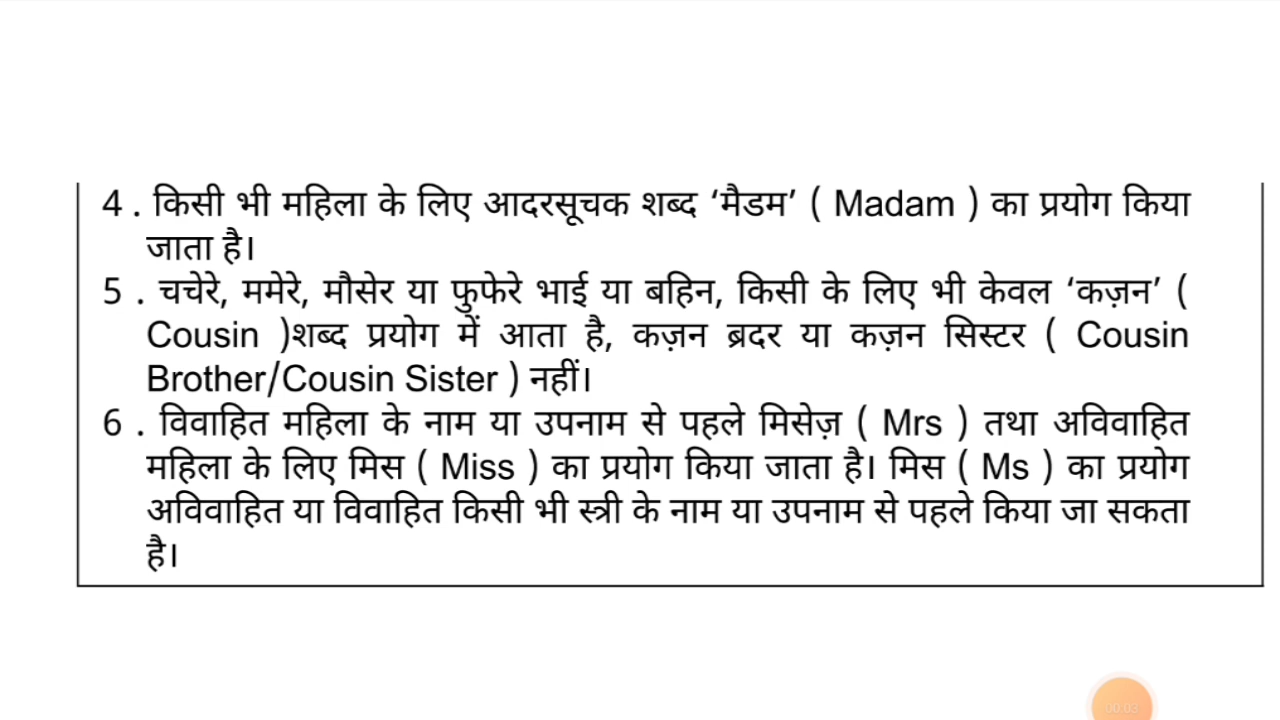 4 . किसी भी महिला के लिए आदरसूचक शब्द ‘मैडम’ ( Madam ) का प्रयोग किया
जाता है।
5 . चचेरे, ममेरे, मौसेर या फुफेरे भाई या बहिन, किसी के लिए भी केवल ‘कज़न’ (
Cousin )शब्द प्रयोग में आता है, कज़न ब्रदर या कज़न सिस्टर ( Cousin
Brother/Cousin Sister ) नहीं।
6 . विवाहित महिला के नाम या उपनाम से पहले मिसेज़ ( Mrs ) तथा अविवाहित
महिला के लिए मिस ( Miss ) का प्रयोग किया जाता है। मिस ( Ms ) का प्रयोग
अविवाहित या विवाहित किसी भी स्त्री के नाम या उपनाम से पहले किया जा सकता
है।
00:03